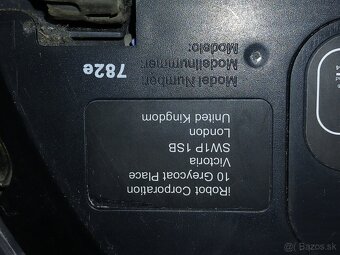 782e
Model Number:
Modellnummer:
Modelo:
iRobot Corporation
10 Greycoat Place
Victoria
SW1P 1SB
London
United Kingdom
bazos.sk